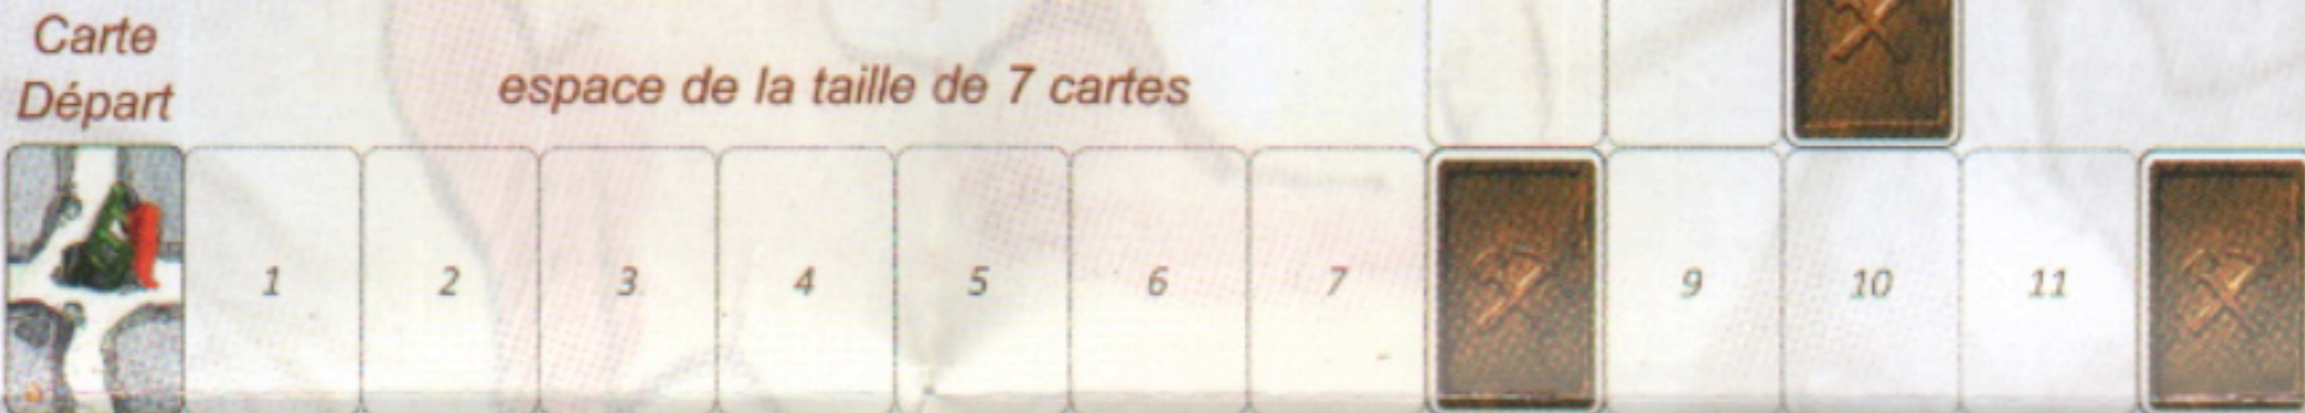 Carte
Départ
espace de la taille de 7 cartes
1 2 3 4 5 6 7 9 10 11